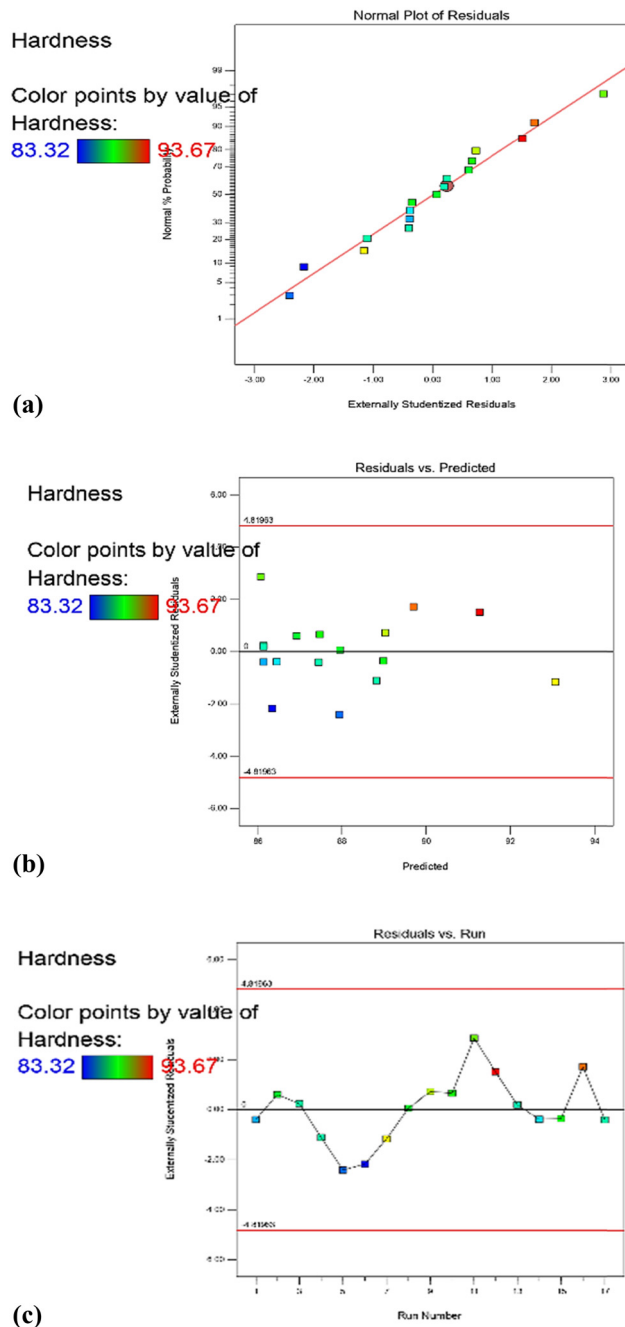 Normal Plot of Residuals
Hardness
Color points by value of
Hardness:
83.32 93.67
Normal % Probability
99
95
90
80
70
50
30
20
10
5
1
-3.00 -2.00 -1.00 0.00 1.00 2.00 3.00
Externally Studentized Residuals
(a)
Residuals vs. Predicted
Hardness
Color points by value of
Hardness:
83.32 93.67
Externally Studentized Residuals
6.00
4.81963
0
0.00
-2.00
-4.00
-4.81963
-6.00
86 88 90 92 94
Predicted
(b)
Residuals vs. Run
Hardness
Color points by value of
Hardness:
83.32 93.67
Externally Studentized Residuals
4.81963
0
-2.00
-4.00
-4.81963
1 3 5 7 9 11 13 15 17
Run Number
(c)